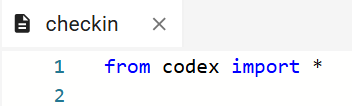 checkin
1 from codex import *
2